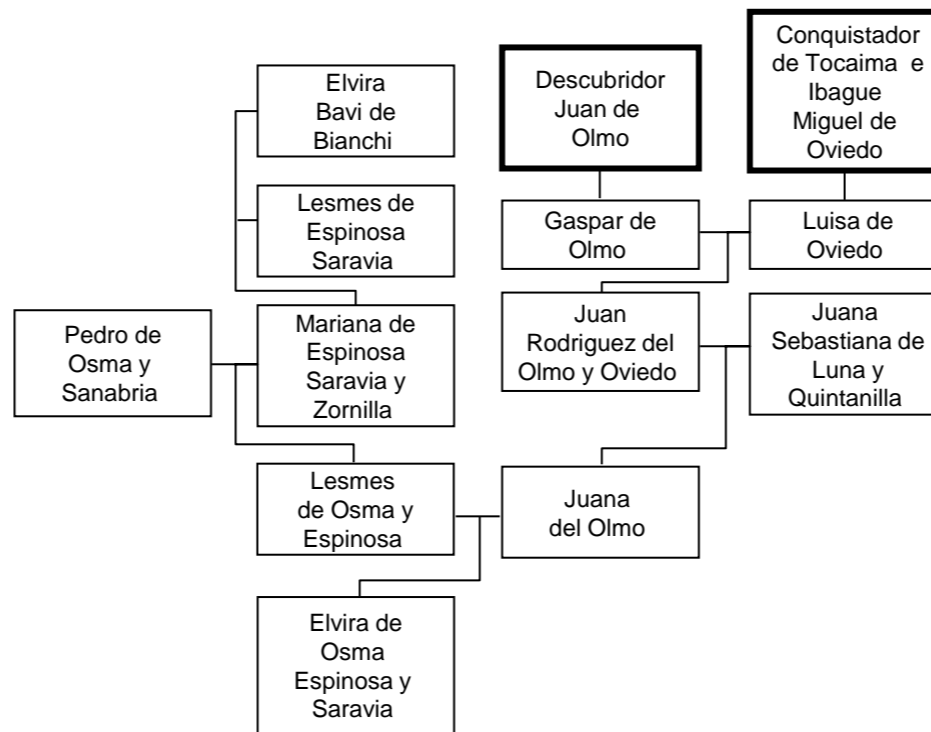 Elvira
Bavi de
Bianchi
Descubridor
Juan de
Olmo
Conquistador
de Tocaima e
Ibague
Miguel de
Oviedo
Lesmes de
Espinosa
Saravia
Gaspar de
Olmo
Luisa de
Oviedo
Pedro de
Osma y
Sanabria
Mariana de
Espinosa
Saravia y
Zornilla
Juan
Rodriguez del
Olmo y Oviedo
Juana
Sebastiana de
Luna y
Quintanilla
Lesmes
de Osma y
Espinosa
Juana
del Olmo
Elvira de
Osma
Espinosa y
Saravia